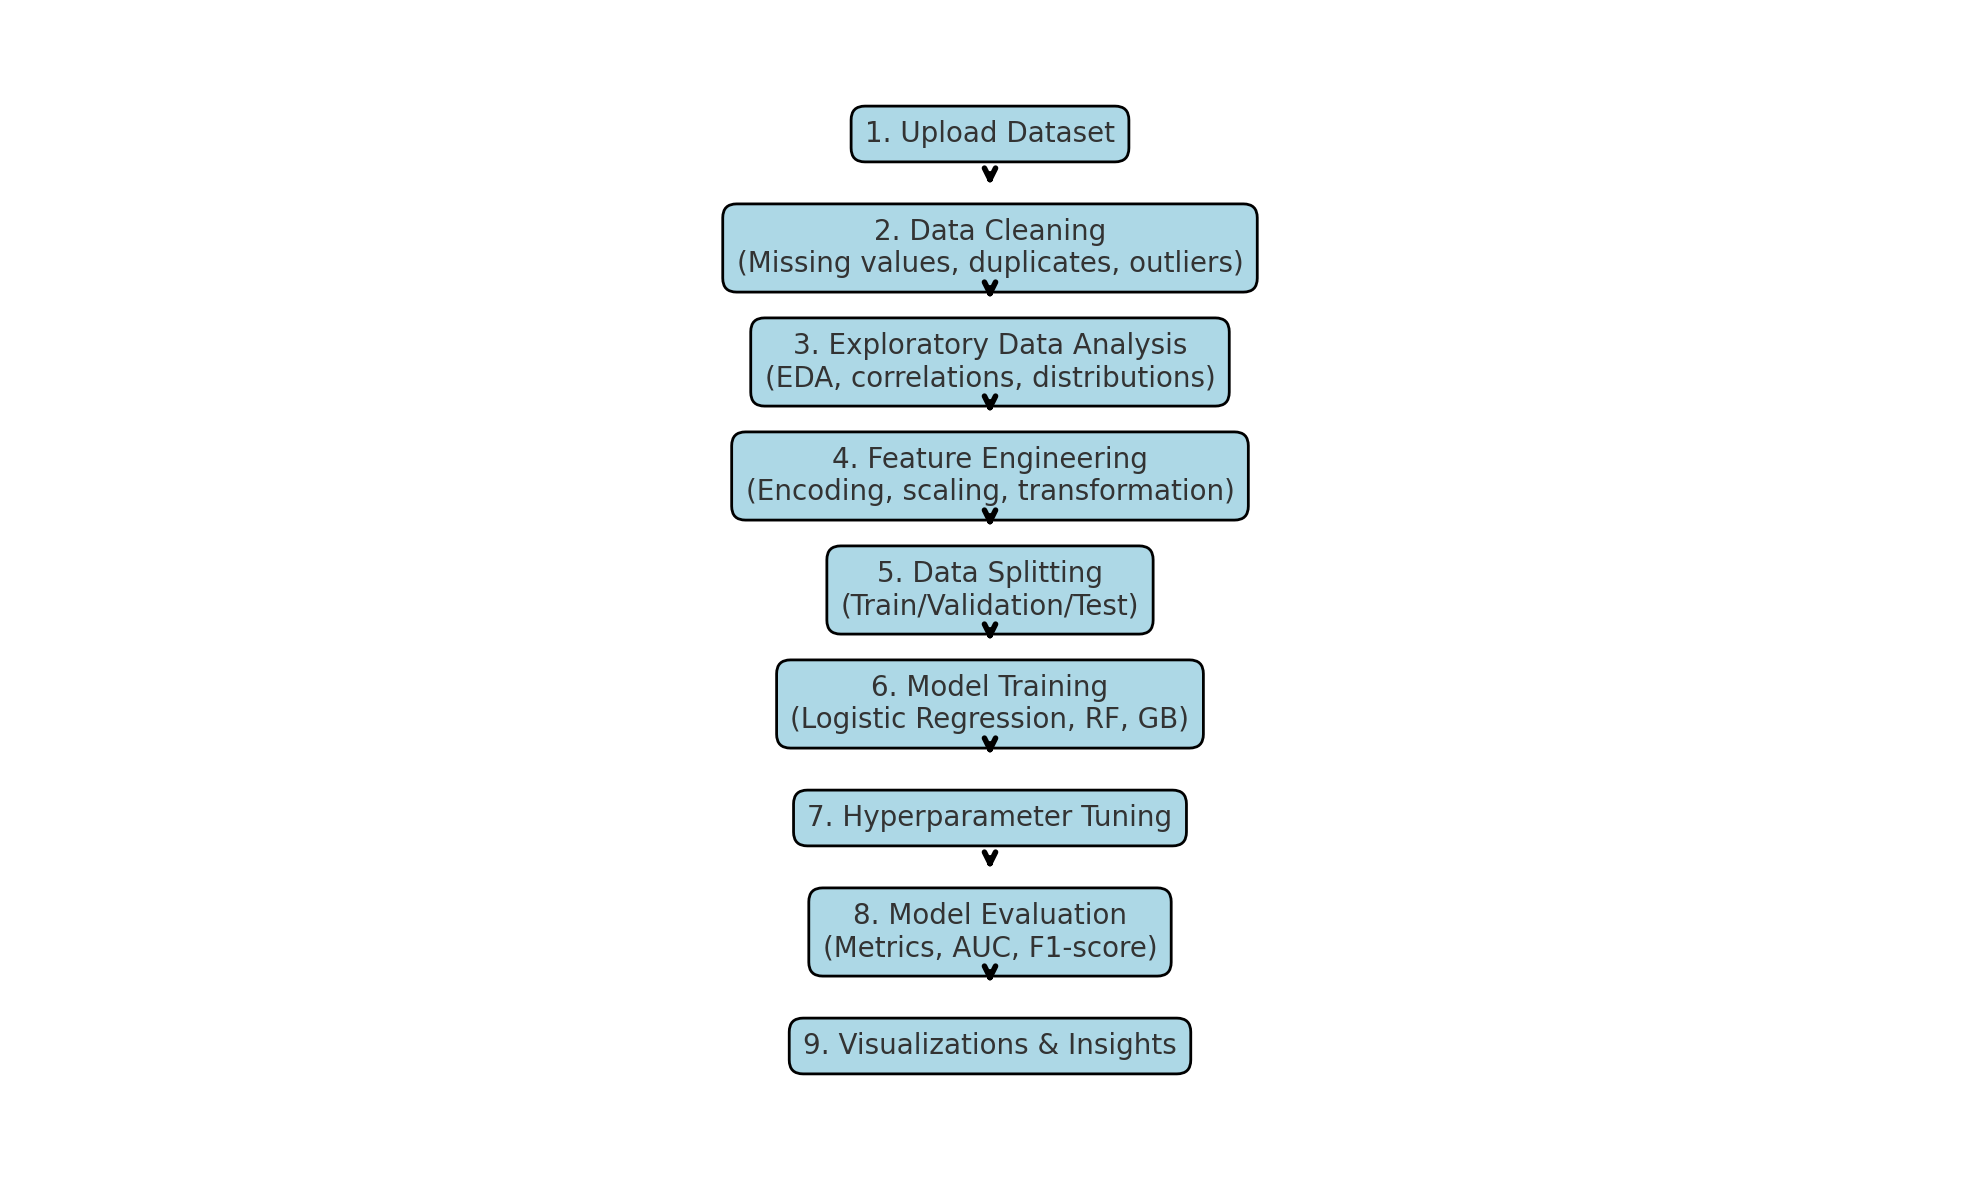 1. Upload Dataset
2. Data Cleaning
(Missing values, duplicates, outliers)
3. Exploratory Data Analysis
(EDA, correlations, distributions)
4. Feature Engineering
(Encoding, scaling, transformation)
5. Data Splitting
(Train/Validation/Test)
6. Model Training
(Logistic Regression, RF, GB)
7. Hyperparameter Tuning
8. Model Evaluation
(Metrics, AUC, F1-score)
9. Visualizations & Insights